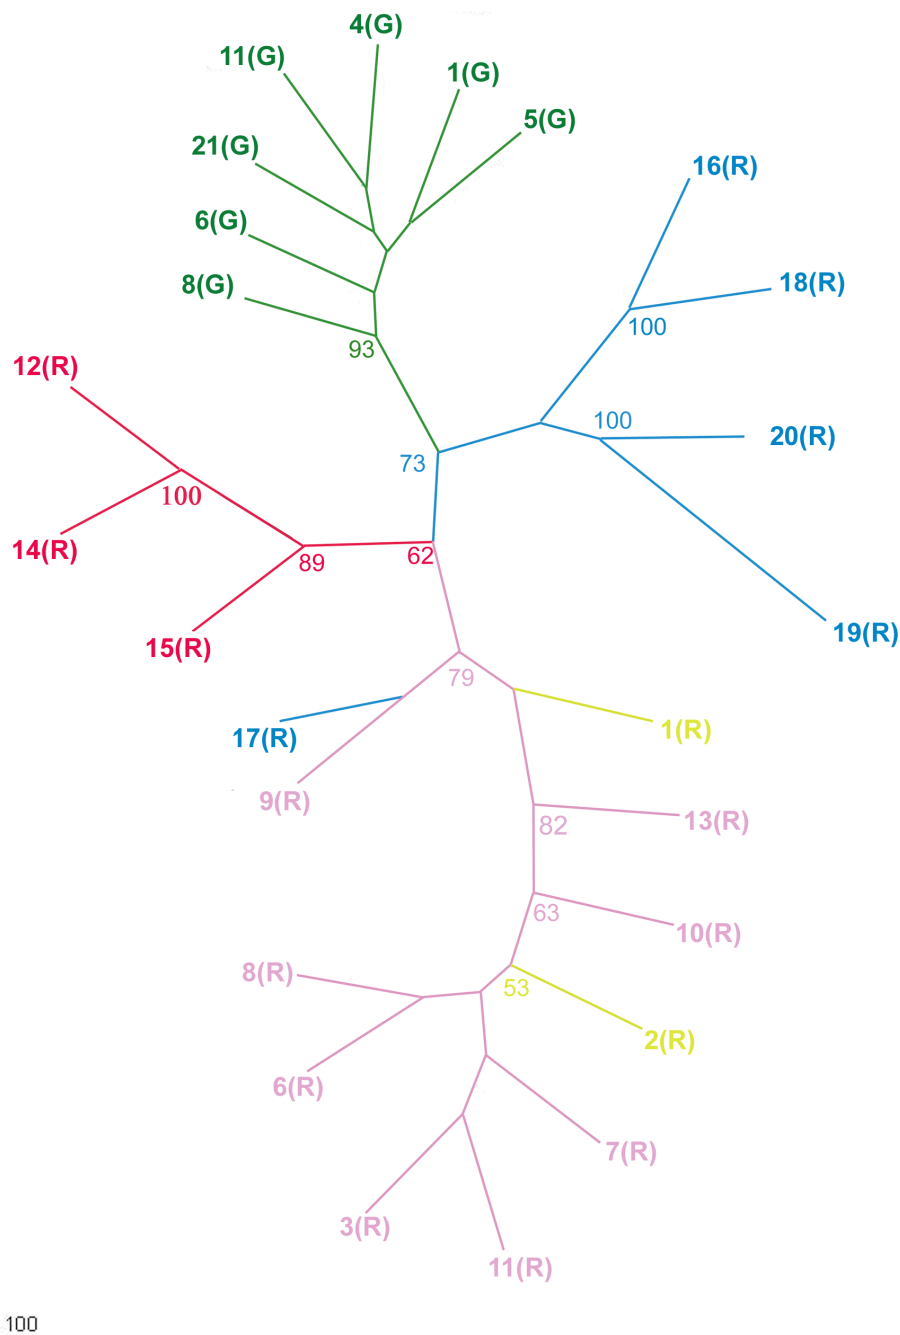 4(G)
11(G)
1(G)
5(G)
21(G)
16(R)
6(G)
8(G)
18(R)
100
93
12(R)
100
20(R)
73
100
14(R)
62
89
19(R)
15(R)
79
1(R)
17(R)
9(R)
13(R)
82
63
10(R)
8(R)
53
2(R)
6(R)
7(R)
3(R)
11(R)
100